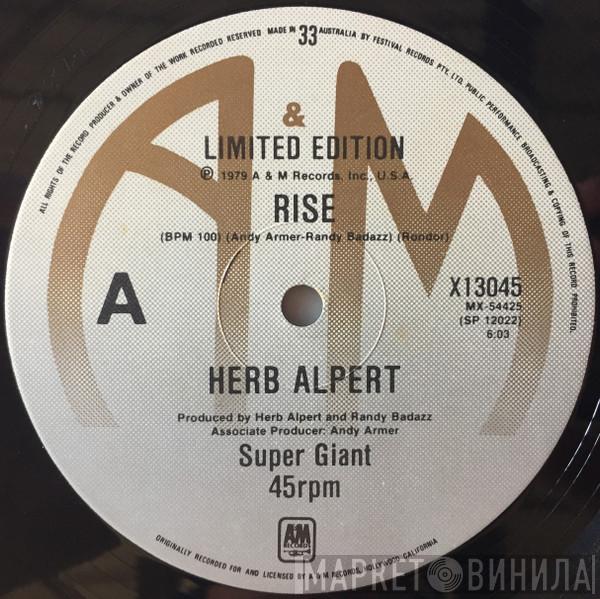 ALL RIGHTS OF THE RECORD PRODUCER & OWNER OF THE WORK RECORDED RESERVED MADE IN 33 AUSTRALIA BY FESTIVAL RECORDS PTY. LTD. PUBLIC PERFORMANCE BROADCASTING & COPYING OF THIS RECORD PROHIBITED.
A & M
LIMITED EDITION
℗ 1979 A & M Records, Inc., U.S.A.
RISE
(BPM 100) (Andy Armer-Randy Badazz) (Rondor)
A
X13045
MX-54425
(SP 12022)
6:03
HERB ALPERT
Produced by Herb Alpert and Randy Badazz
Associate Producer: Andy Armer
Super Giant
45rpm
A&M
RECORDS
ORIGINALLY RECORDED FOR AND LICENSED BY A & M RECORDS, HOLLYWOOD, CALIFORNIA
МАРКЕТ ВИНИЛА